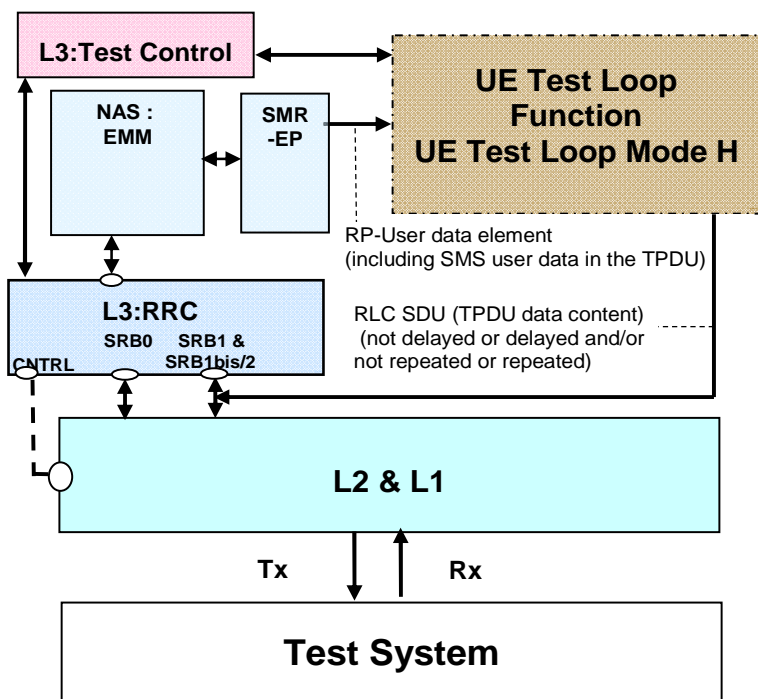 L3:Test Control
UE Test Loop
Function
UE Test Loop Mode H
NAS :
EMM
SMR
-EP
RP-User data element
(including SMS user data in the TPDU)
L3:RRC
SRB0
SRB1 &
SRB1bis/2
CNTRL
RLC SDU (TPDU data content)
(not delayed or delayed and/or
not repeated or repeated)
L2 & L1
Tx
Rx
Test System